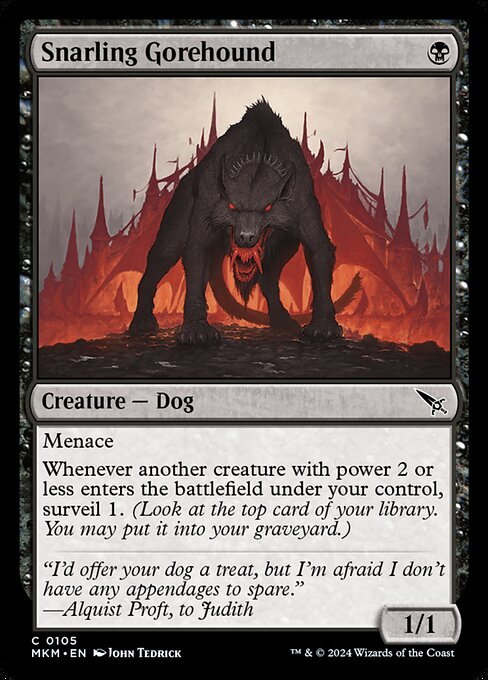 Snarling Gorehound
Creature — Dog
Menace
Whenever another creature with power 2 or
less enters the battlefield under your control,
surveil 1. (Look at the top card of your library.
You may put it into your graveyard.)
“I’d offer your dog a treat, but I’m afraid I don’t
have any appendages to spare.”
—Alquist Proft, to Judith
1/1
C 0105
MKM • EN John Tedrick
™ & © 2024 Wizards of the Coast